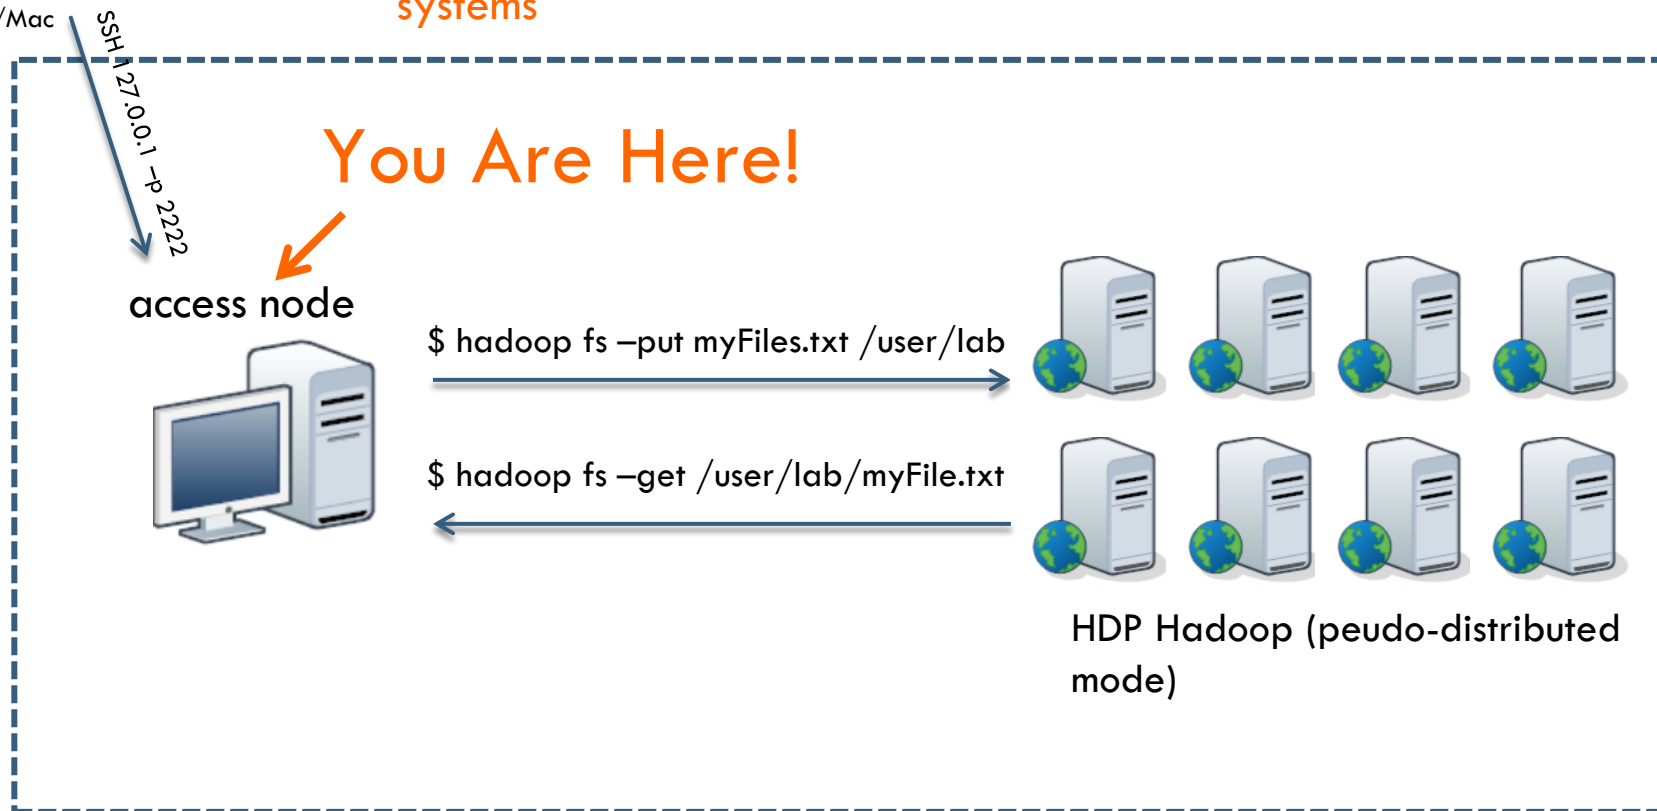 /Mac
systems
SSH 127.0.0.1 –p 2222
You Are Here!
access node
$ hadoop fs –put myFiles.txt /user/lab
$ hadoop fs –get /user/lab/myFile.txt
HDP Hadoop (peudo-distributed
mode)